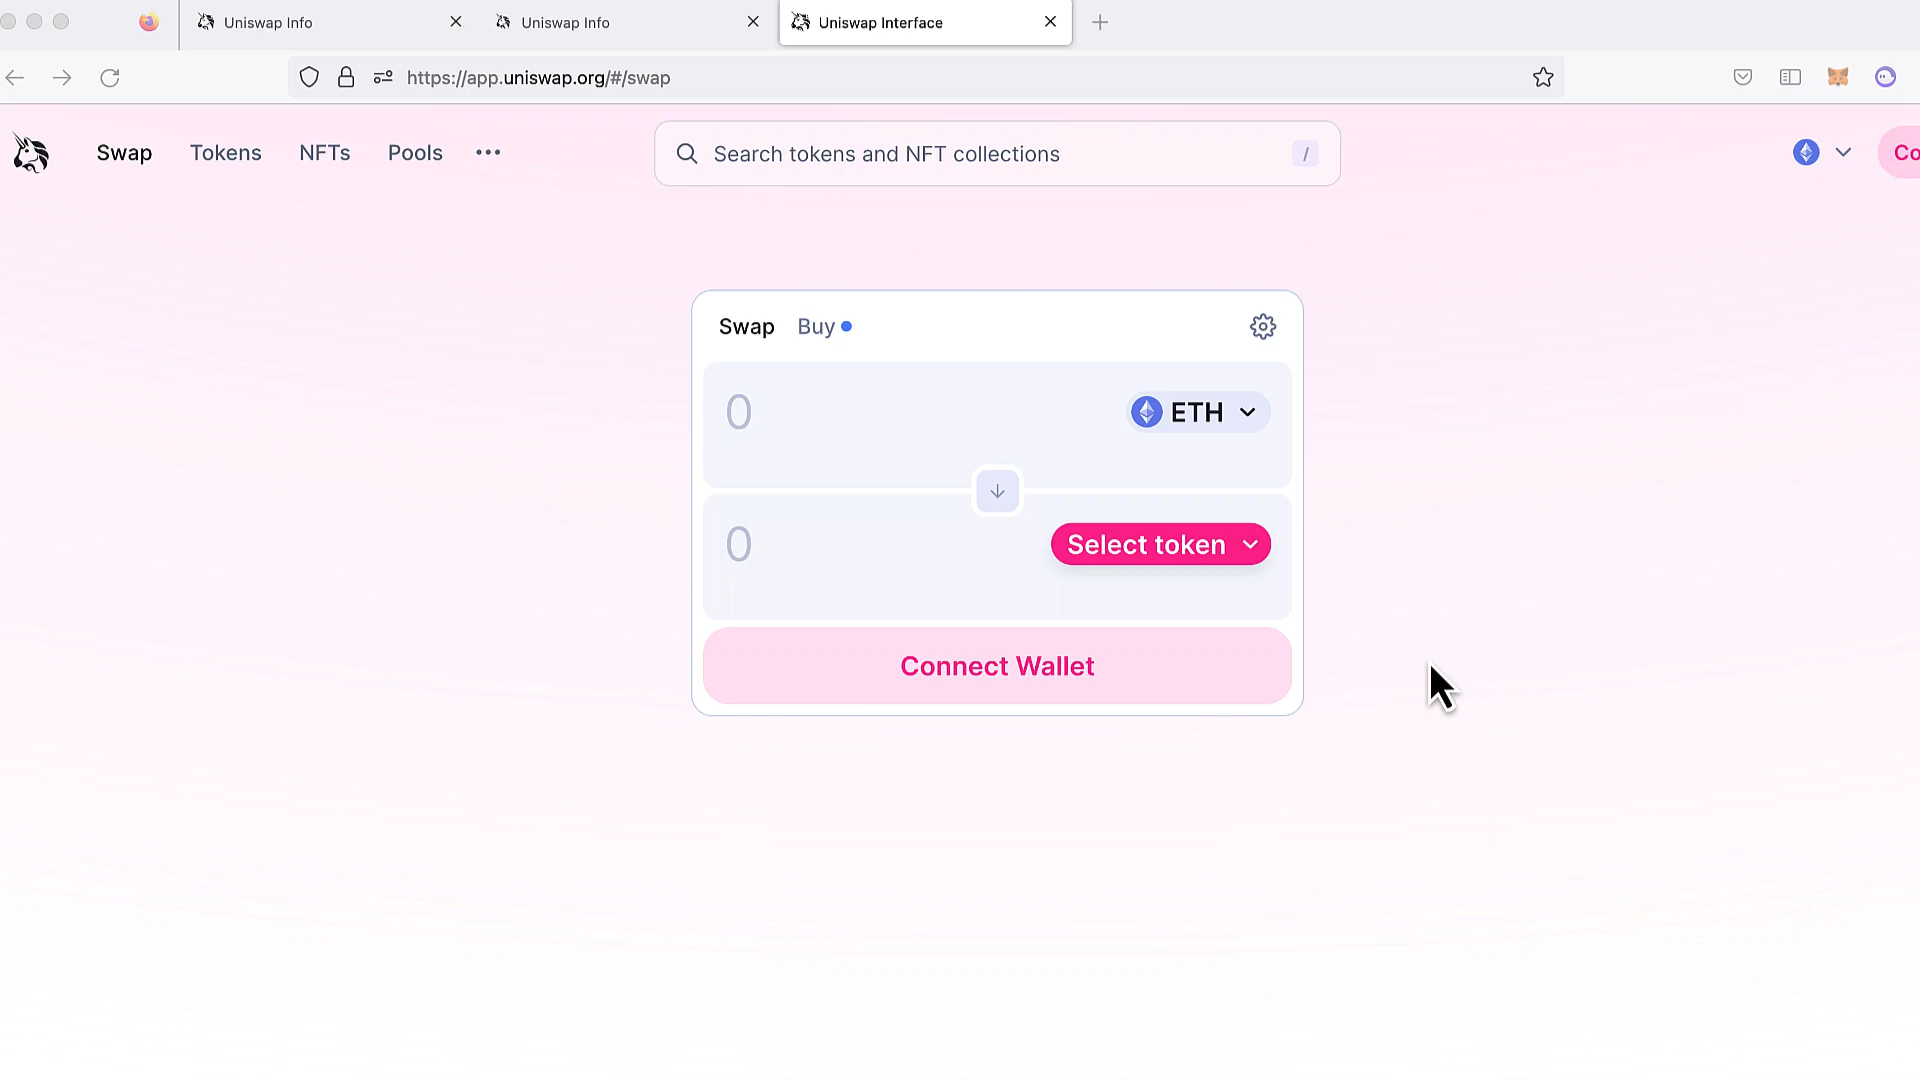 Uniswap Info
Uniswap Info
Uniswap Interface
https://app.uniswap.org/#/swap
Swap
Tokens
NFTs
Pools
Search tokens and NFT collections
/
Co
Swap
Buy
0
ETH
0
Select token
Connect Wallet